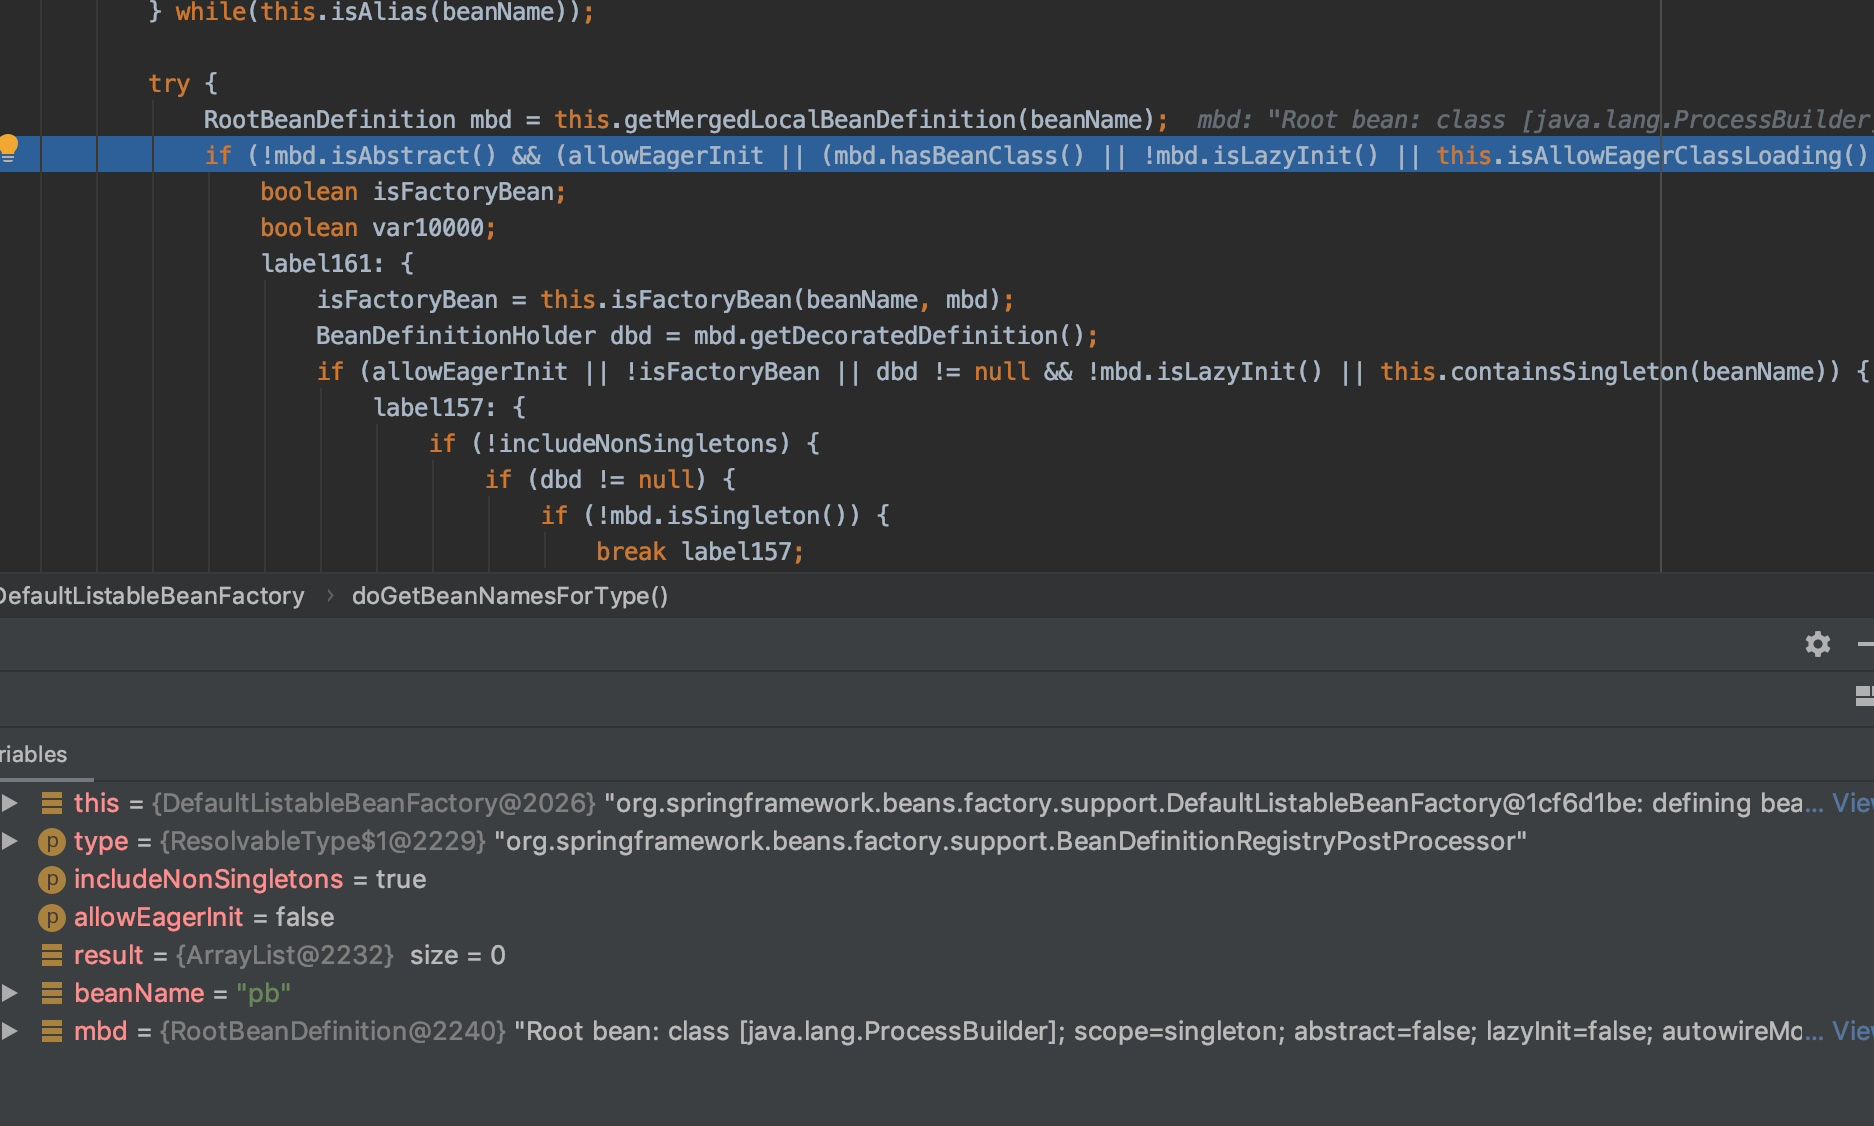 } while(this.isAlias(beanName));
try {
RootBeanDefinition mbd = this.getMergedLocalBeanDefinition(beanName);  mbd: "Root bean: class [java.lang.ProcessBuilder
if (!mbd.isAbstract() && (allowEagerInit || (mbd.hasBeanClass() || !mbd.isLazyInit() || this.isAllowEagerClassLoading()
boolean isFactoryBean;
boolean var10000;
label161: {
isFactoryBean = this.isFactoryBean(beanName, mbd);
BeanDefinitionHolder dbd = mbd.getDecoratedDefinition();
if (allowEagerInit || !isFactoryBean || dbd != null && !mbd.isLazyInit() || this.containsSingleton(beanName)) {
label157: {
if (!includeNonSingletons) {
if (dbd != null) {
if (!mbd.isSingleton()) {
break label157;
DefaultListableBeanFactory › doGetBeanNamesForType()
riables
this = {DefaultListableBeanFactory@2026} "org.springframework.beans.factory.support.DefaultListableBeanFactory@1cf6d1be: defining bea... Vie
p type = {ResolvableType$1@2229} "org.springframework.beans.factory.support.BeanDefinitionRegistryPostProcessor"
p includeNonSingletons = true
p allowEagerInit = false
result = {ArrayList@2232} size = 0
beanName = "pb"
mbd = {RootBeanDefinition@2240} "Root bean: class [java.lang.ProcessBuilder]; scope=singleton; abstract=false; lazyInit=false; autowireMo... Vie